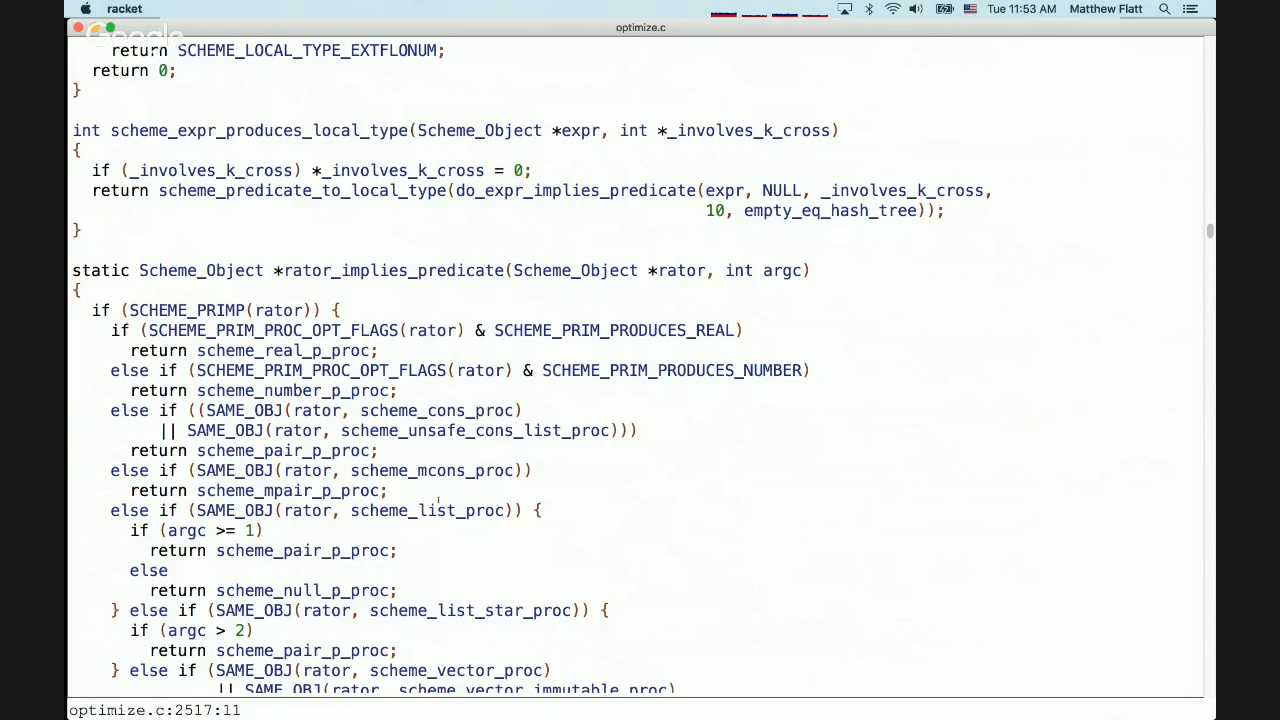 racket
Tue 11:53 AM Matthew Flatt
Google
optimize.c
return SCHEME_LOCAL_TYPE_EXTFLONUM;
return 0;
}
int scheme_expr_produces_local_type(Scheme_Object *expr, int *_involves_k_cross)
{
if (_involves_k_cross) *_involves_k_cross = 0;
return scheme_predicate_to_local_type(do_expr_implies_predicate(expr, NULL, _involves_k_cross,
10, empty_eq_hash_tree));
}
static Scheme_Object *rator_implies_predicate(Scheme_Object *rator, int argc)
{
if (SCHEME_PRIMP(rator)) {
if (SCHEME_PRIM_PROC_OPT_FLAGS(rator) & SCHEME_PRIM_PRODUCES_REAL)
return scheme_real_p_proc;
else if (SCHEME_PRIM_PROC_OPT_FLAGS(rator) & SCHEME_PRIM_PRODUCES_NUMBER)
return scheme_number_p_proc;
else if ((SAME_OBJ(rator, scheme_cons_proc)
|| SAME_OBJ(rator, scheme_unsafe_cons_list_proc)))
return scheme_pair_p_proc;
else if (SAME_OBJ(rator, scheme_mcons_proc))
return scheme_mpair_p_proc;
else if (SAME_OBJ(rator, scheme_list_proc)) {
if (argc >= 1)
return scheme_pair_p_proc;
else
return scheme_null_p_proc;
} else if (SAME_OBJ(rator, scheme_list_star_proc)) {
if (argc > 2)
return scheme_pair_p_proc;
} else if (SAME_OBJ(rator, scheme_vector_proc)
|| SAME_OBJ(rator, scheme_vector_immutable_proc)
optimize.c:2517:11